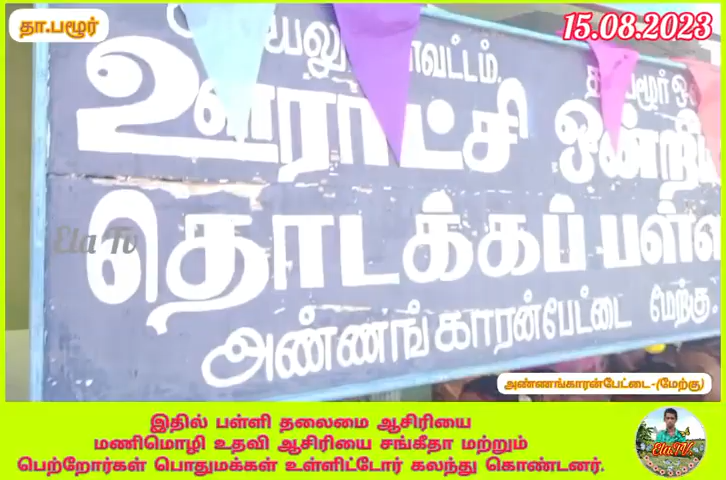 தா.பழூர்
15.08.2023
ஊராட்சி
தொடக்கப்
அண்ணங்காரன்பேட்டை மேற்கு.
Ela Tv
அண்ணங்காரன்பேட்டை-(மேற்கு)
இதில் பள்ளி தலைமை ஆசிரியை
மணிமொழி உதவி ஆசிரியை சங்கீதா மற்றும்
பெற்றோர்கள் பொதுமக்கள் உள்ளிட்டோர் கலந்து கொண்டனர்.
ElaTV